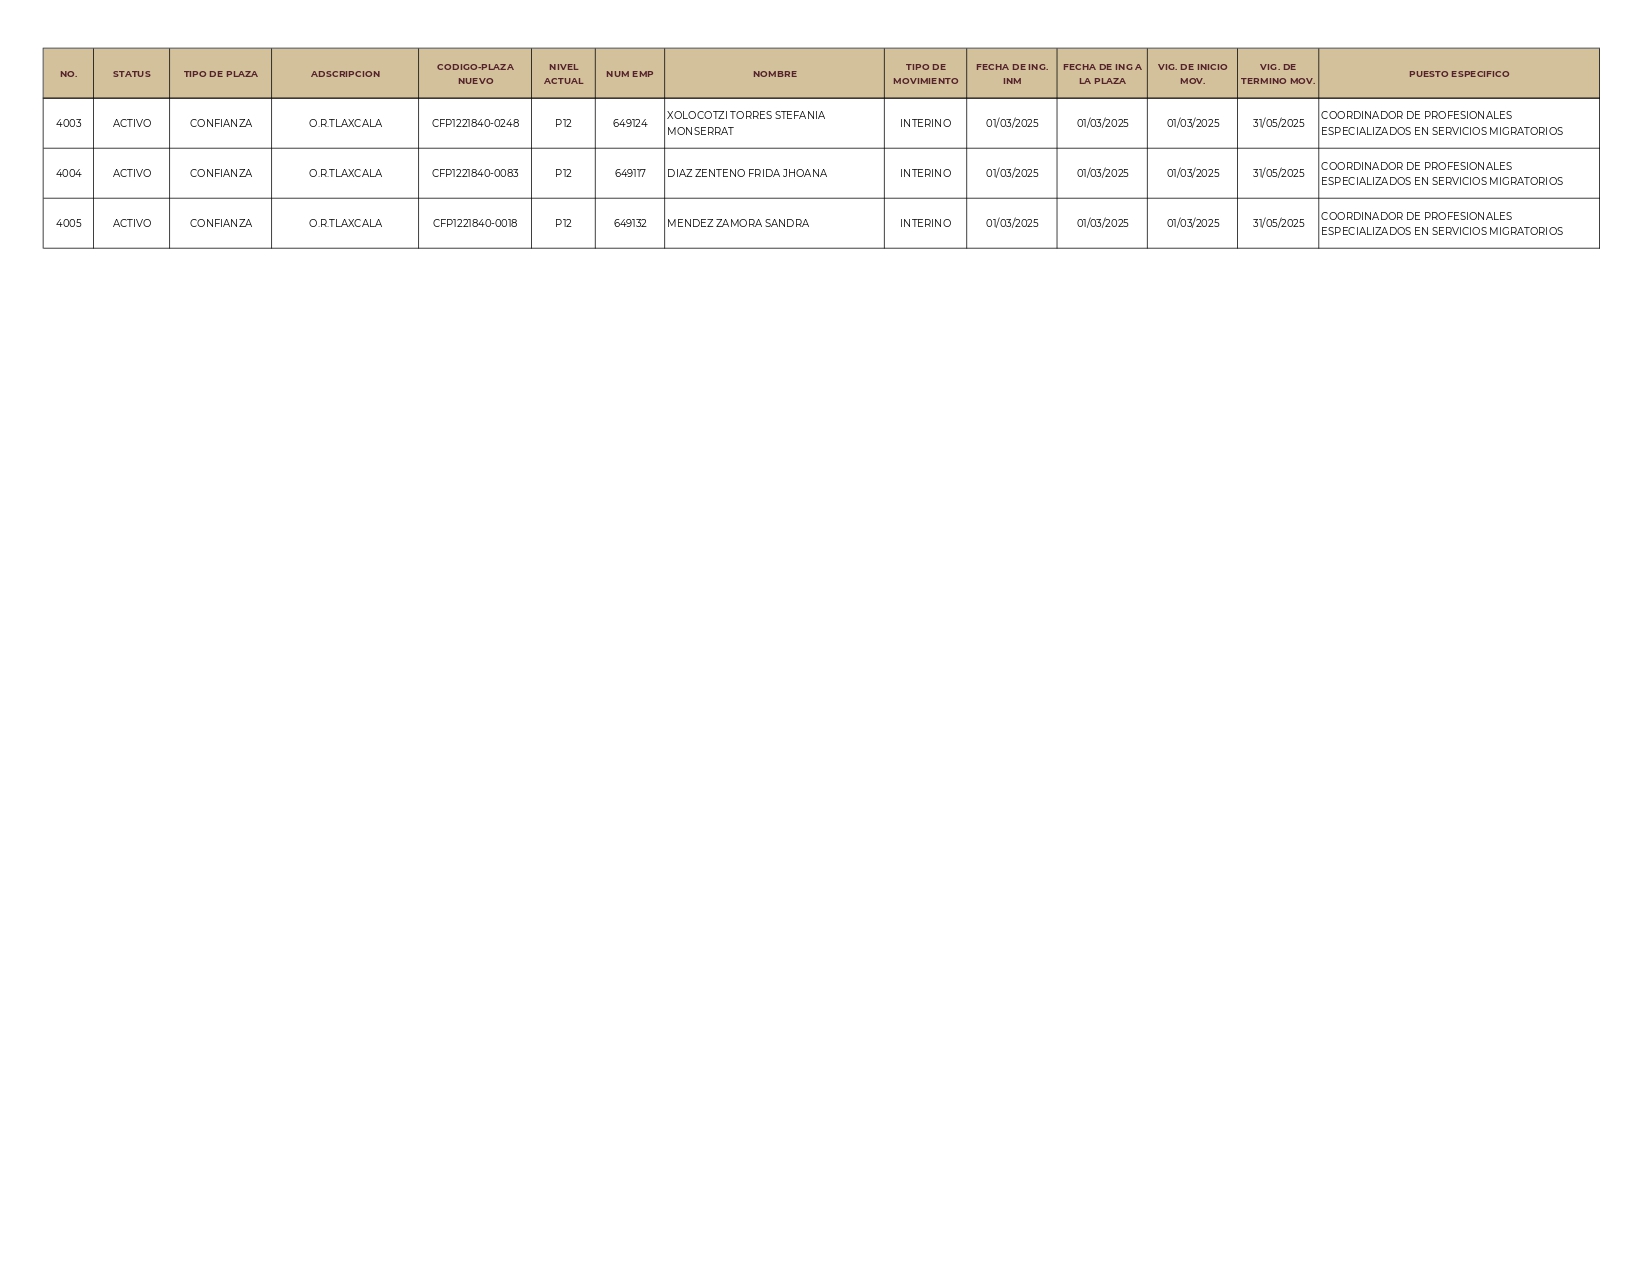 NO. STATUS TIPO DE PLAZA ADSCRIPCION CODIGO-PLAZA NUEVO NIVEL ACTUAL NUM EMP NOMBRE TIPO DE MOVIMIENTO FECHA DE ING. INM FECHA DE ING A LA PLAZA VIG. DE INICIO MOV. VIG. DE TERMINO MOV. PUESTO ESPECIFICO
4003 ACTIVO CONFIANZA O.R.TLAXCALA CFP1221840-0248 P12 649124 XOLOCOTZI TORRES STEFANIA MONSERRAT INTERINO 01/03/2025 01/03/2025 01/03/2025 31/05/2025 COORDINADOR DE PROFESIONALES ESPECIALIZADOS EN SERVICIOS MIGRATORIOS
4004 ACTIVO CONFIANZA O.R.TLAXCALA CFP1221840-0083 P12 649117 DIAZ ZENTENO FRIDA JHOANA INTERINO 01/03/2025 01/03/2025 01/03/2025 31/05/2025 COORDINADOR DE PROFESIONALES ESPECIALIZADOS EN SERVICIOS MIGRATORIOS
4005 ACTIVO CONFIANZA O.R.TLAXCALA CFP1221840-0018 P12 649132 MENDEZ ZAMORA SANDRA INTERINO 01/03/2025 01/03/2025 01/03/2025 31/05/2025 COORDINADOR DE PROFESIONALES ESPECIALIZADOS EN SERVICIOS MIGRATORIOS